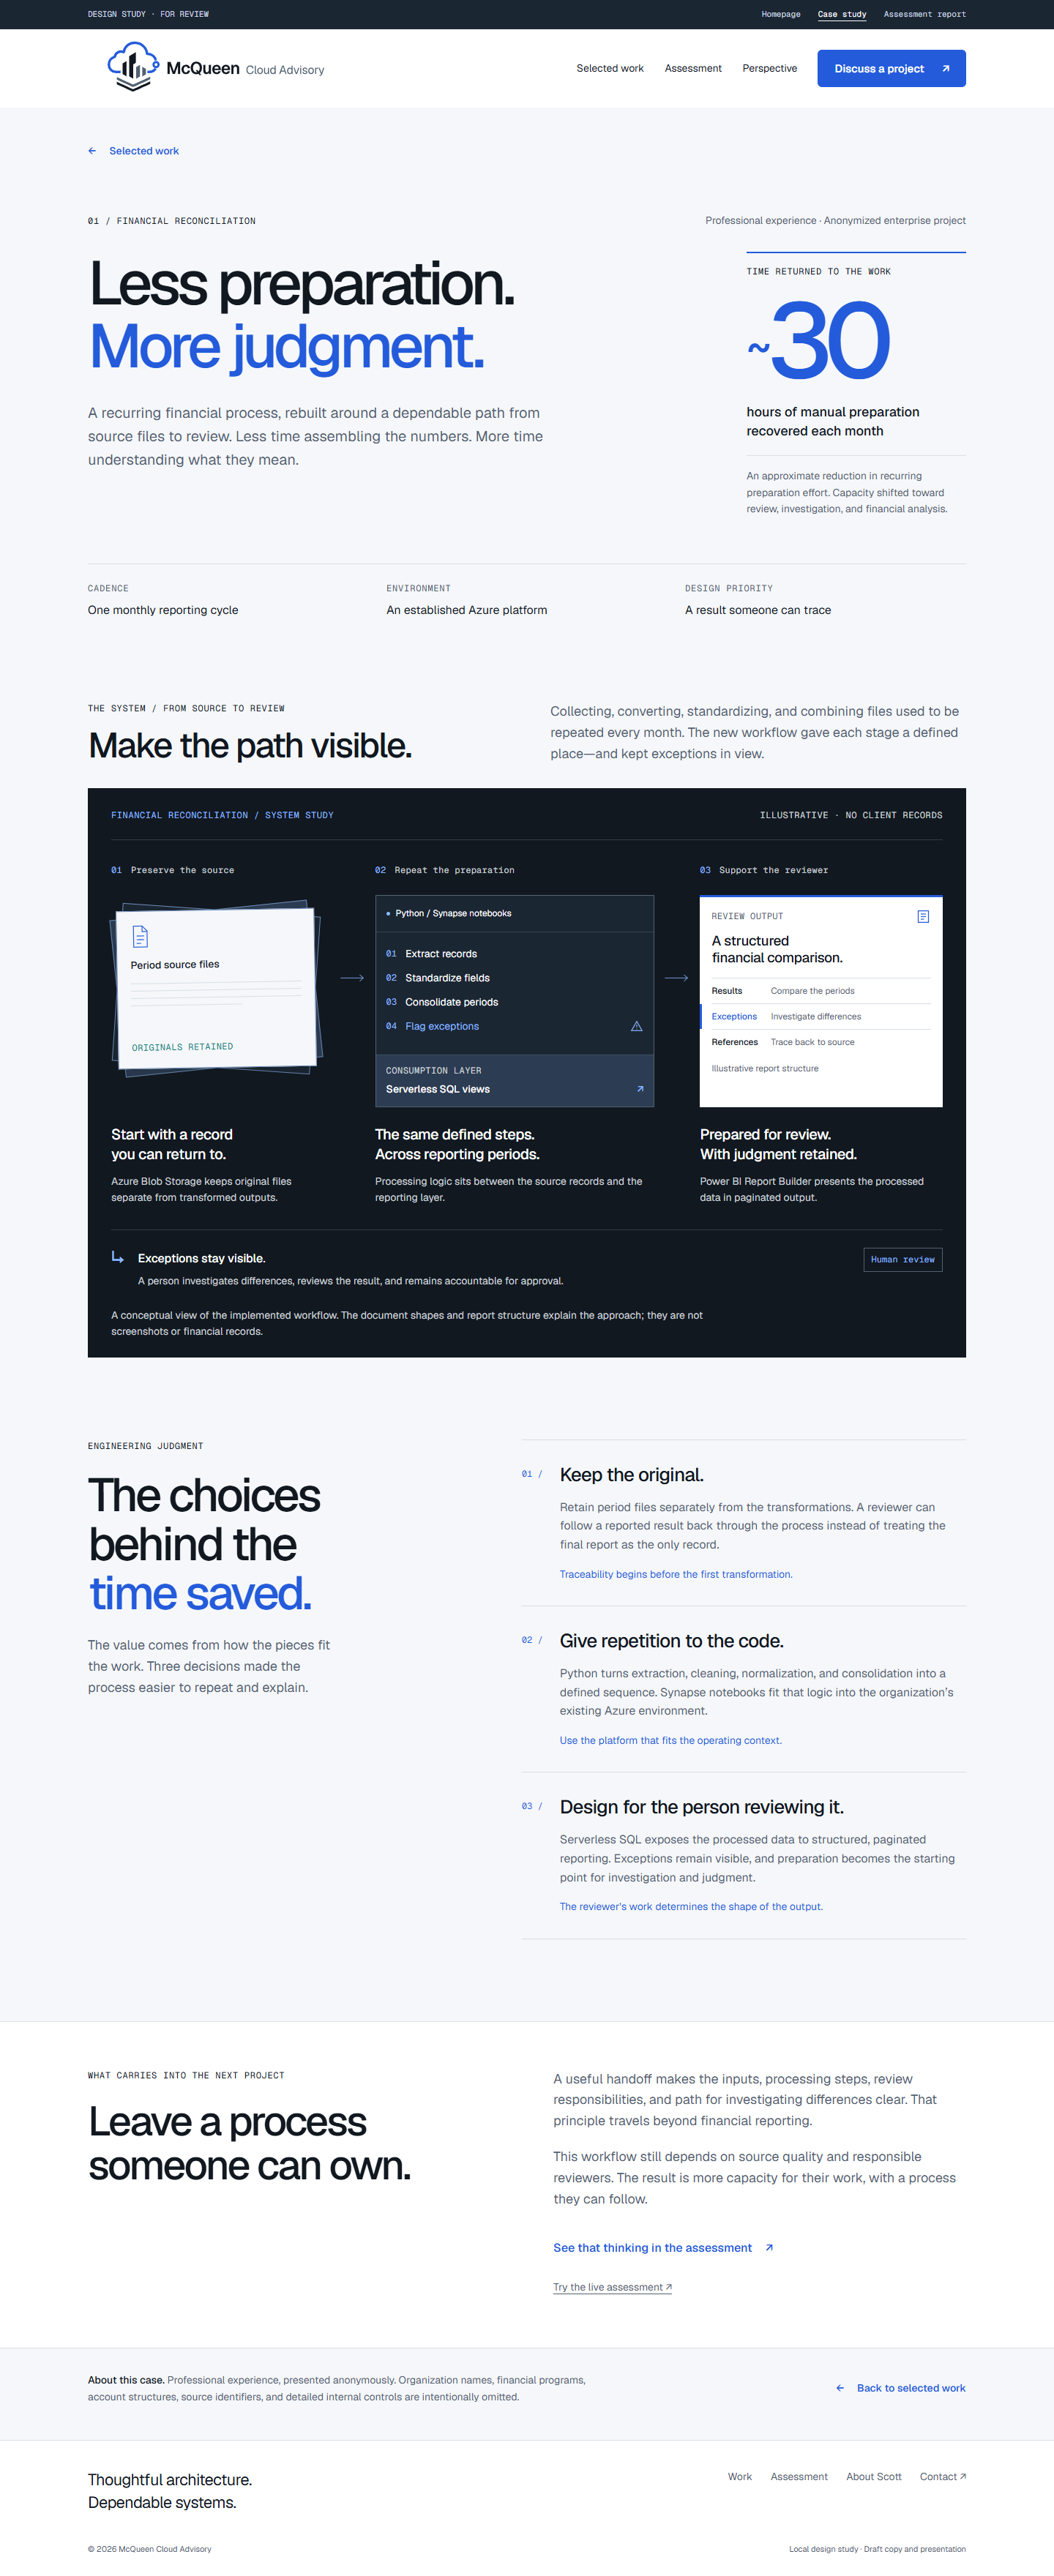 DESIGN STUDY · FOR REVIEW
Homepage Case study Assessment report
McQueen Cloud Advisory
Selected work Assessment Perspective Discuss a project ↗
← Selected work
01 / FINANCIAL RECONCILIATION
Professional experience · Anonymized enterprise project
Less preparation.
More judgment.
A recurring financial process, rebuilt around a dependable path from
source files to review. Less time assembling the numbers. More time
understanding what they mean.
TIME RETURNED TO THE WORK
~30
hours of manual preparation
recovered each month
An approximate reduction in recurring
preparation effort. Capacity shifted toward
review, investigation, and financial analysis.
CADENCE
One monthly reporting cycle
ENVIRONMENT
An established Azure platform
DESIGN PRIORITY
A result someone can trace
THE SYSTEM / FROM SOURCE TO REVIEW
Make the path visible.
Collecting, converting, standardizing, and combining files used to be
repeated every month. The new workflow gave each stage a defined
place—and kept exceptions in view.
FINANCIAL RECONCILIATION / SYSTEM STUDY
ILLUSTRATIVE · NO CLIENT RECORDS
01 Preserve the source
Period source files
ORIGINALS RETAINED
Start with a record
you can return to.
Azure Blob Storage keeps original files
separate from transformed outputs.
02 Repeat the preparation
Python / Synapse notebooks
01 Extract records
02 Standardize fields
03 Consolidate periods
04 Flag exceptions
CONSUMPTION LAYER
Serverless SQL views ↗
The same defined steps.
Across reporting periods.
Processing logic sits between the source records and the
reporting layer.
03 Support the reviewer
REVIEW OUTPUT
A structured
financial comparison.
Results Compare the periods
Exceptions Investigate differences
References Trace back to source
Illustrative report structure
Prepared for review.
With judgment retained.
Power BI Report Builder presents the processed
data in paginated output.
Exceptions stay visible.
A person investigates differences, reviews the result, and remains accountable for approval.
Human review
A conceptual view of the implemented workflow. The document shapes and report structure explain the approach; they are not
screenshots or financial records.
ENGINEERING JUDGMENT
The choices
behind the
time saved.
The value comes from how the pieces fit
the work. Three decisions made the
process easier to repeat and explain.
01 / Keep the original.
Retain period files separately from the transformations. A reviewer can
follow a reported result back through the process instead of treating the
final report as the only record.
Traceability begins before the first transformation.
02 / Give repetition to the code.
Python turns extraction, cleaning, normalization, and consolidation into a
defined sequence. Synapse notebooks fit that logic into the organization's
existing Azure environment.
Use the platform that fits the operating context.
03 / Design for the person reviewing it.
Serverless SQL exposes the processed data to structured, paginated
reporting. Exceptions remain visible, and preparation becomes the starting
point for investigation and judgment.
The reviewer's work determines the shape of the output.
WHAT CARRIES INTO THE NEXT PROJECT
Leave a process
someone can own.
A useful handoff makes the inputs, processing steps, review
responsibilities, and path for investigating differences clear. That
principle travels beyond financial reporting.
This workflow still depends on source quality and responsible
reviewers. The result is more capacity for their work, with a process
they can follow.
See that thinking in the assessment ↗
Try the live assessment ↗
About this case. Professional experience, presented anonymously. Organization names, financial programs,
account structures, source identifiers, and detailed internal controls are intentionally omitted.
← Back to selected work
Thoughtful architecture.
Dependable systems.
Work Assessment About Scott Contact ↗
© 2026 McQueen Cloud Advisory
Local design study · Draft copy and presentation